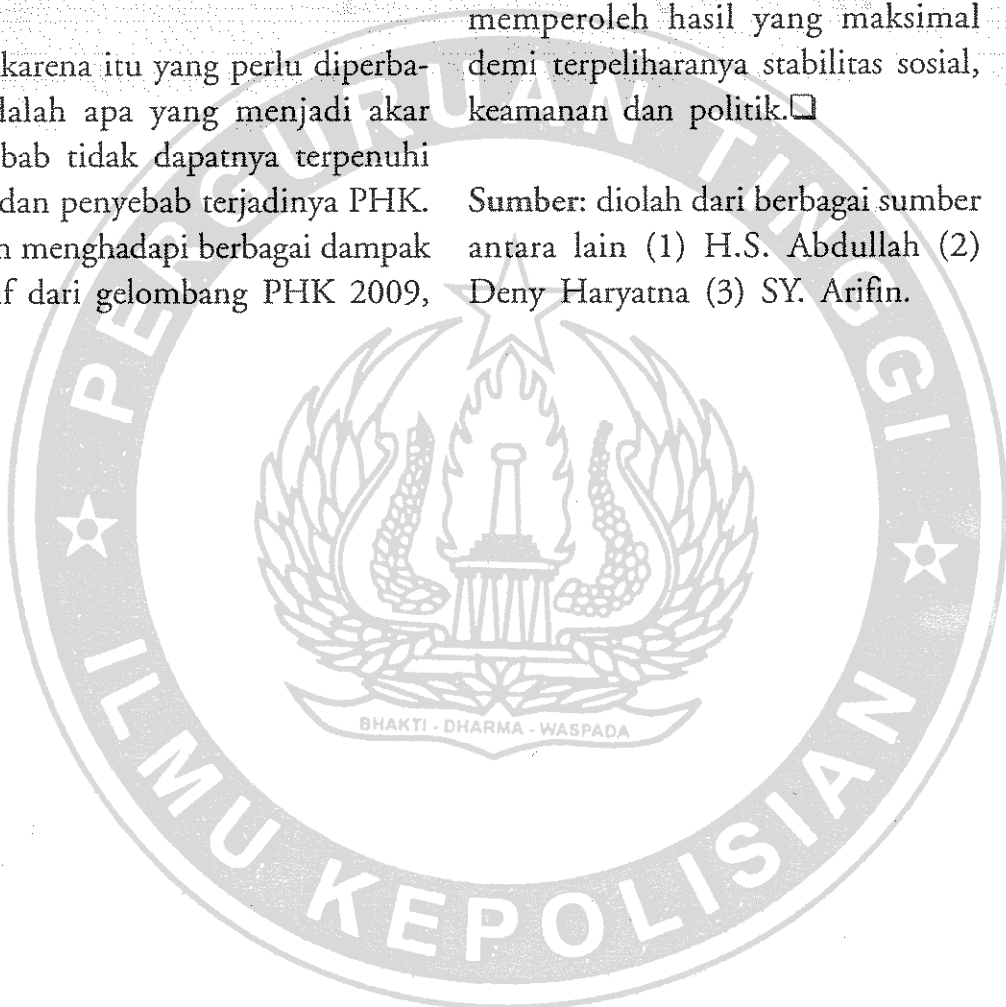 karena itu yang perlu diperba-
dalah apa yang menjadi akar
bab tidak dapatnya terpenuhi
dan penyebab terjadinya PHK.
menghadapi berbagai dampak
dari gelombang PHK 2009,
memperoleh hasil yang maksimal
demi terpeliharanya stabilitas sosial,
keamanan dan politik.❑
Sumber: diolah dari berbagai sumber
antara lain (1) H.S. Abdullah (2)
Deny Haryatna (3) SY. Arifin.
PERGURUAN TINGGI
BHAKTI - DHARMA - WASPADA
ILMU KEPOLISIAN